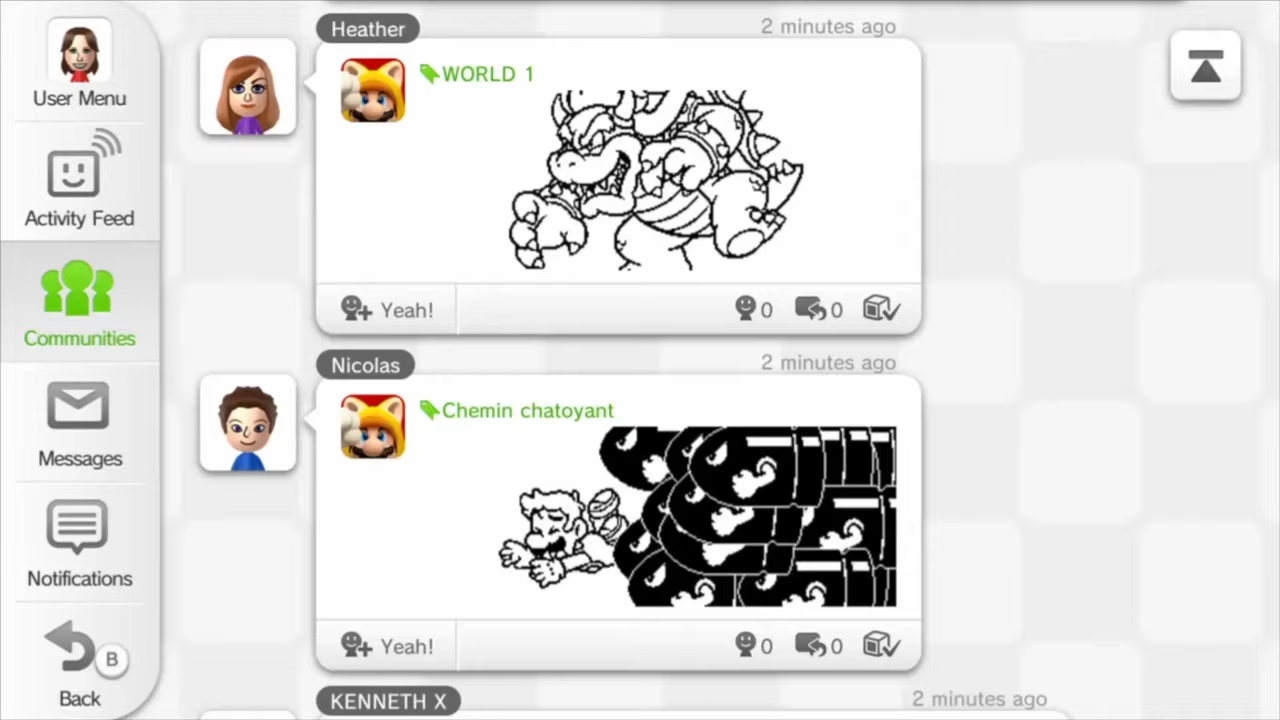 User Menu
Activity Feed
Communities
Messages
Notifications
B
Back
Heather
2 minutes ago
WORLD 1
Yeah!
0
0
Nicolas
2 minutes ago
Chemin chatoyant
Yeah!
0
0
KENNETH X
2 minutes ago